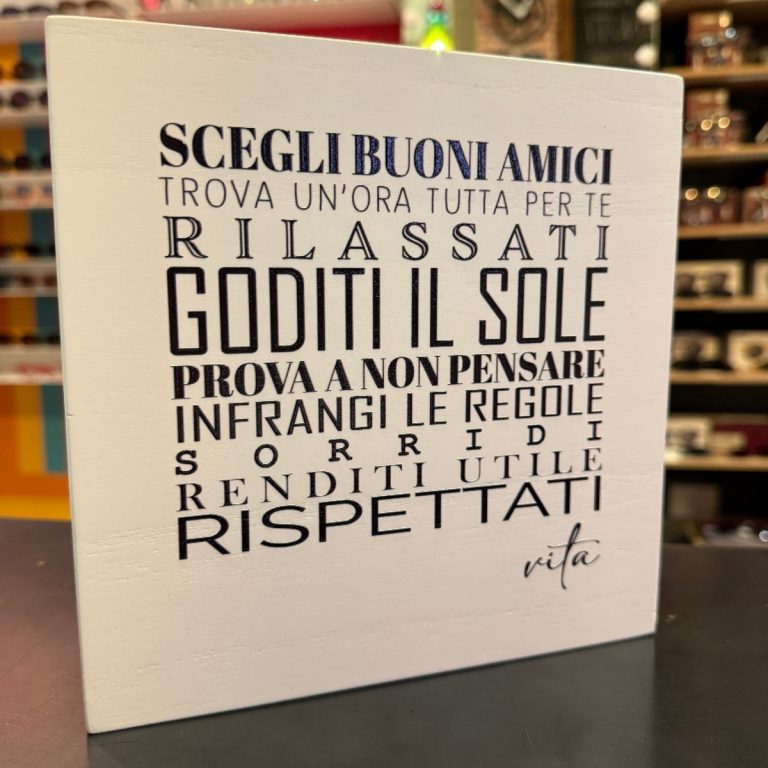 SCEGLI BUONI AMICI
TROVA UN'ORA TUTTA PER TE
RILASSATI
GODITI IL SOLE
PROVA A NON PENSARE
INFRANGI LE REGOLE
SORRIDI
RENDITI UTILE
RISPETTATI
vita